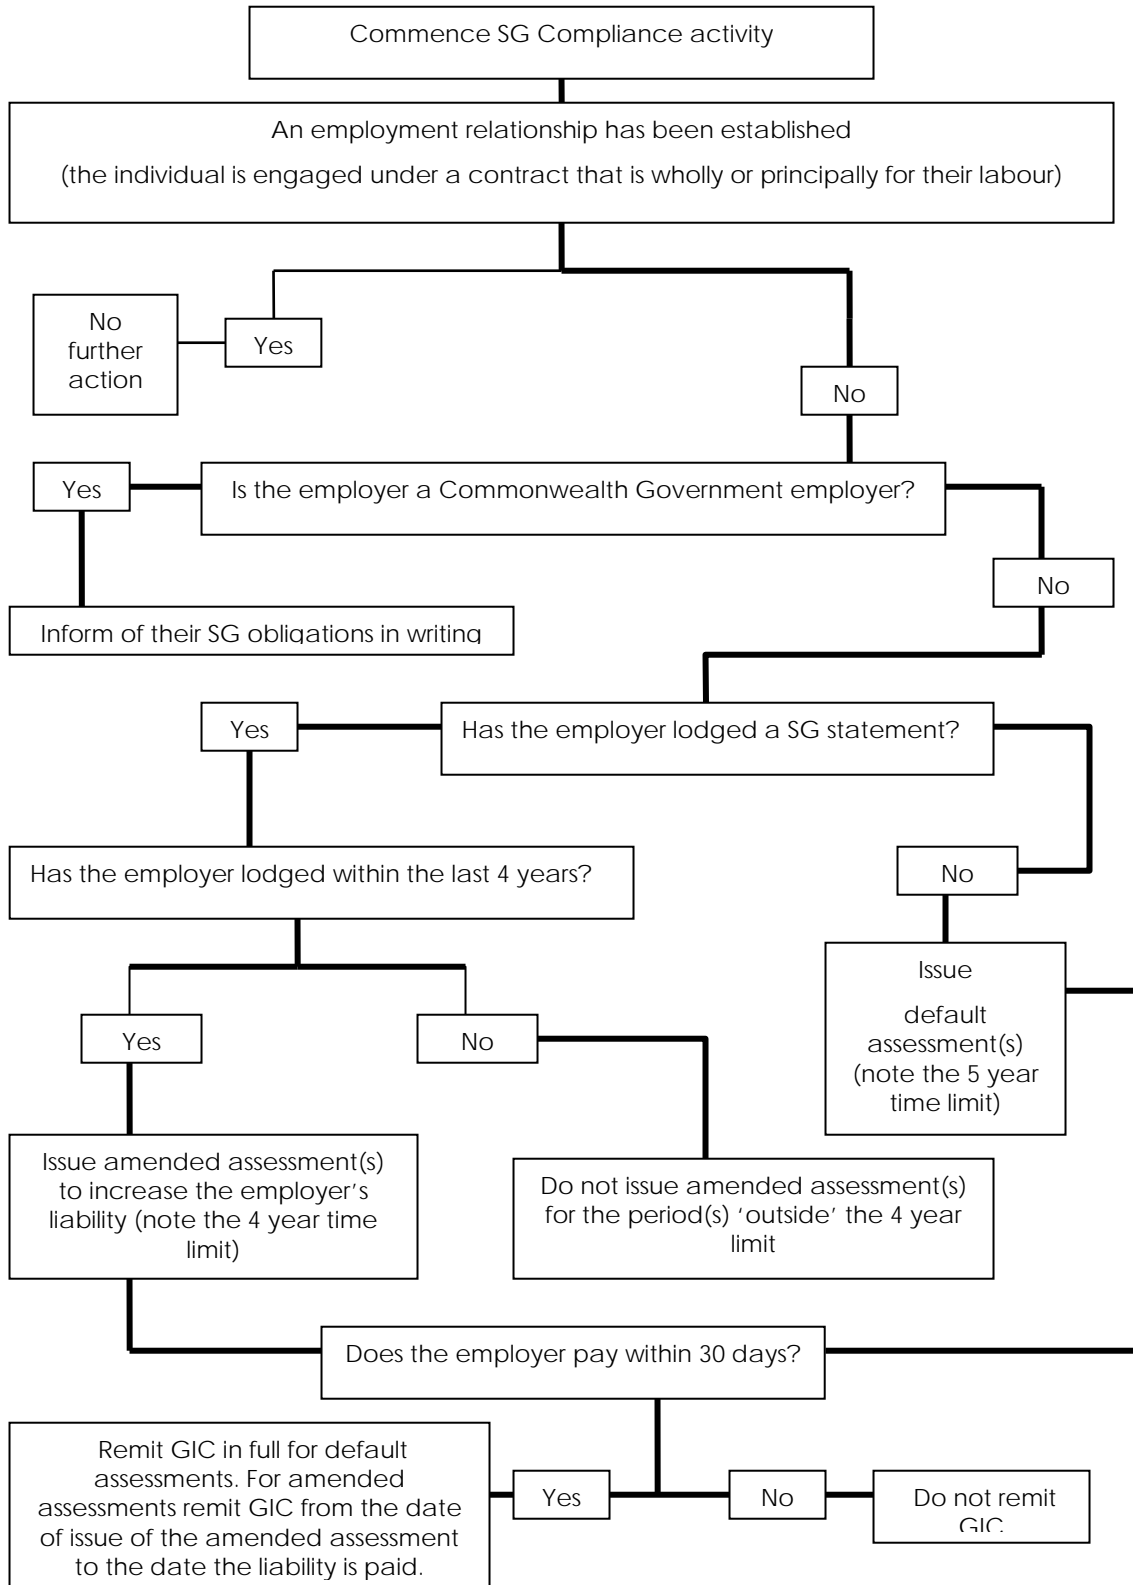 Commence SG Compliance activity
An employment relationship has been established
(the individual is engaged under a contract that is wholly or principally for their labour)
No
further
action
Yes
No
Yes
Is the employer a Commonwealth Government employer?
No
Inform of their SG obligations in writing
Yes
Has the employer lodged a SG statement?
Has the employer lodged within the last 4 years?
No
Issue
default
assessment(s)
(note the 5 year
time limit)
Yes
No
Issue amended assessment(s)
to increase the employer’s
liability (note the 4 year time
limit)
Do not issue amended assessment(s)
for the period(s) ‘outside’ the 4 year
limit
Does the employer pay within 30 days?
Remit GIC in full for default
assessments. For amended
assessments remit GIC from the date
of issue of the amended assessment
to the date the liability is paid.
Yes
No
Do not remit
GIC